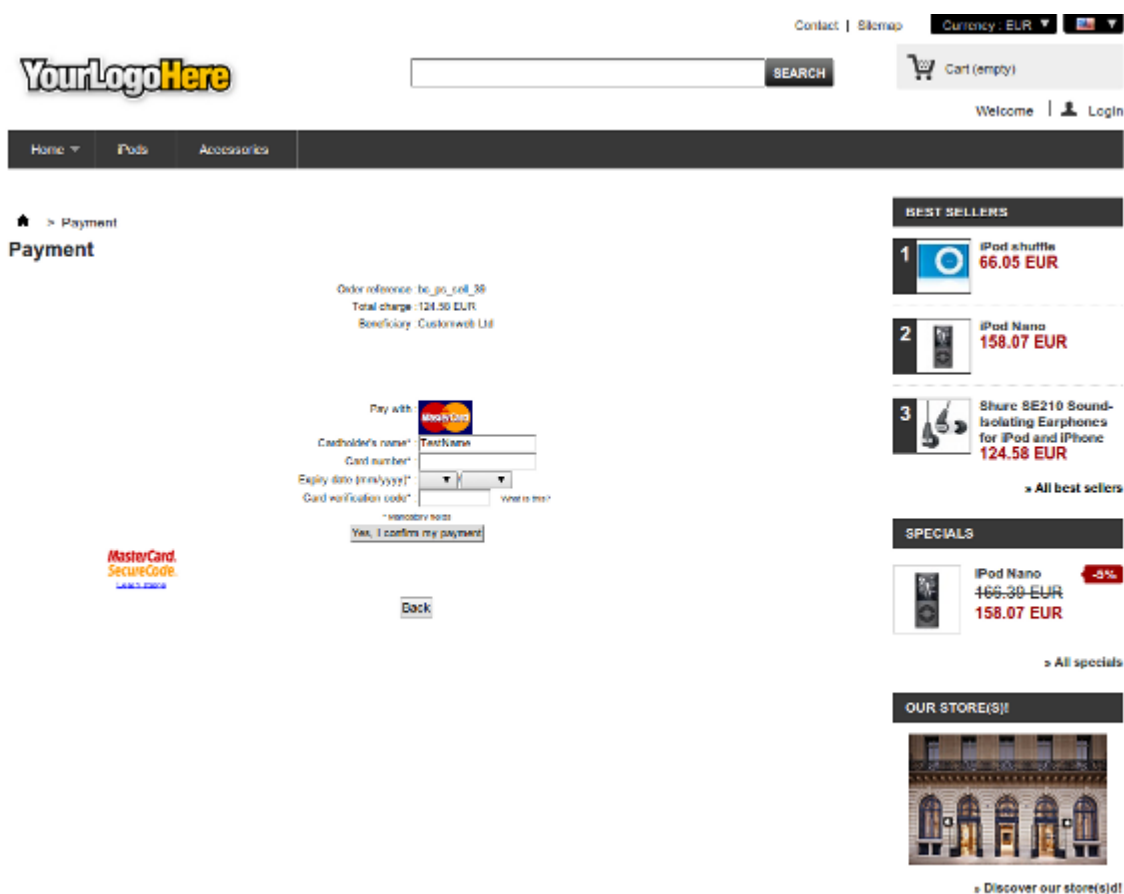 Contact | Sitemap
Currency : EUR
YourLogoHere
SEARCH
Cart (empty)
Welcome | Login
Home iPods Accessories
> Payment
Payment
Order reference :
Total charge :
Beneficiary : Customweb Ltd
Pay with :
MasterCard
Cardholder's name* : TestName
Card number* :
Expiry date (mm/yyyy)* : /
Card verification code* : What is this?
* Mandatory fields
Yes, I confirm my payment
MasterCard.
SecureCode.
Learn more
Back
BEST SELLERS
1
iPod shuffle
66.05 EUR
2
iPod Nano
158.07 EUR
3
Shure SE210 Sound-
Isolating Earphones
for iPod and iPhone
124.58 EUR
» All best sellers
SPECIALS
iPod Nano
-5%
166.39 EUR
158.07 EUR
» All specials
OUR STORE(S)!
» Discover our store(s)d!